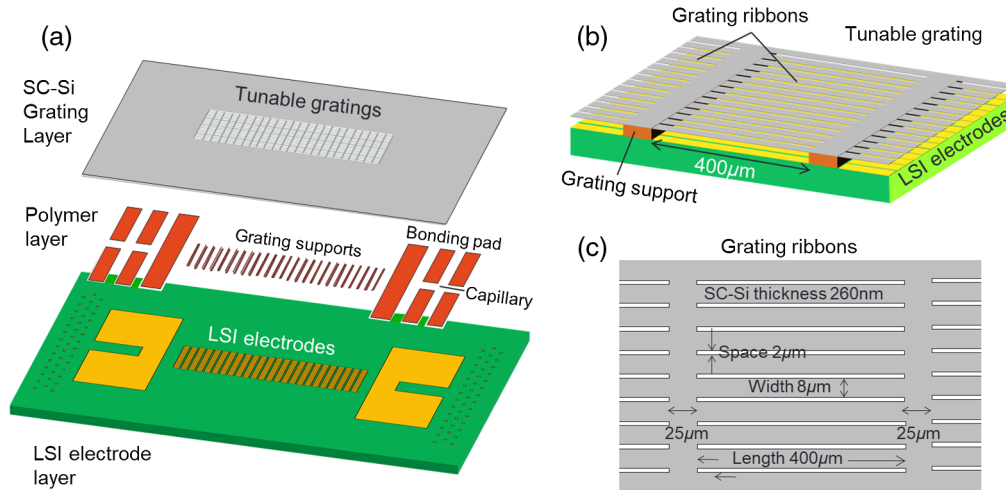 (a)
SC-Si
Grating
Layer
Tunable gratings
Polymer
layer
Grating supports
Bonding pad
Capillary
LSI electrodes
LSI electrode
layer
(b)
Grating ribbons
Tunable grating
400µm
LSI electrodes
Grating support
(c)
Grating ribbons
SC-Si thickness 260nm
Space 2µm
Width 8µm
25µm
25µm
Length 400µm